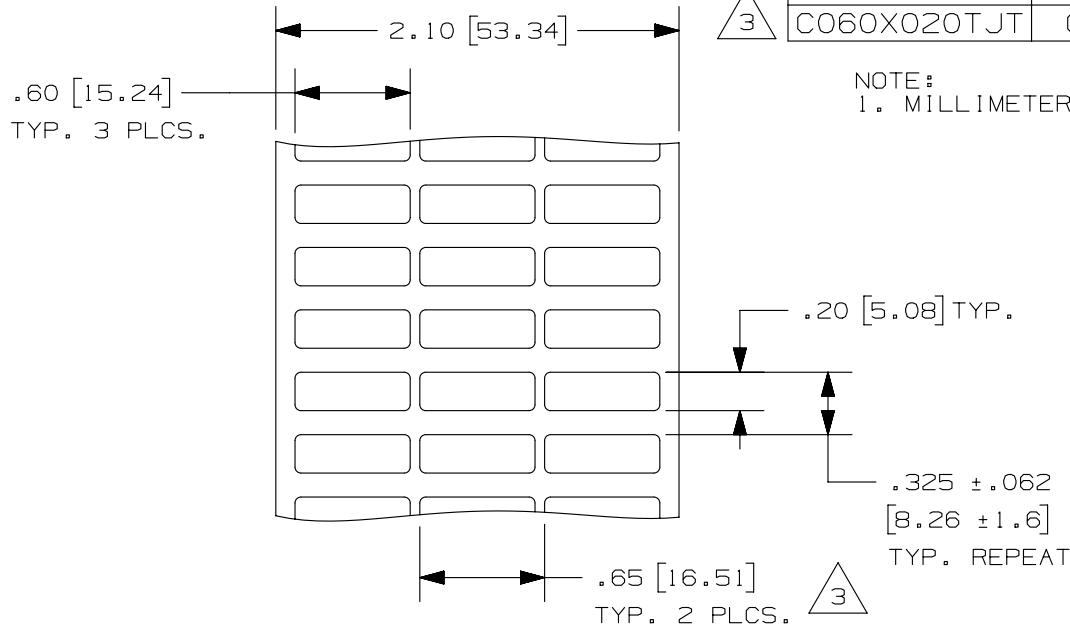 2.10 [53.34]
3
C060X020TJT
.60 [15.24]
TYP. 3 PLCS.
NOTE:
1. MILLIMETER
.20 [5.08] TYP.
.325 ±.062
[8.26 ±1.6]
TYP. REPEAT
.65 [16.51]
TYP. 2 PLCS.
3